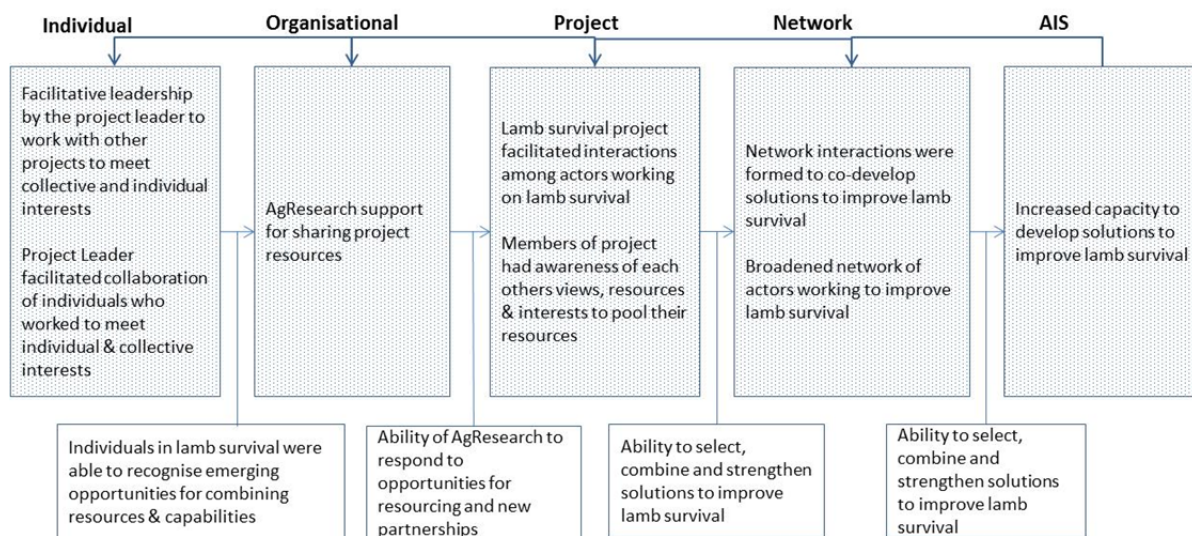 Individual
Organisational
Project
Network
AIS
Facilitative leadership
by the project leader to
work with other
projects to meet
collective and individual
interests
Project Leader
facilitated collaboration
of individuals who
worked to meet
individual & collective
interests
AgResearch support
for sharing project
resources
Lamb survival project
facilitated interactions
among actors working
on lamb survival
Members of project
had awareness of each
others views, resources
& interests to pool their
resources
Network interactions were
formed to co-develop
solutions to improve lamb
survival
Broadened network of
actors working to improve
lamb survival
Increased capacity to
develop solutions to
improve lamb survival
Individuals in lamb survival were
able to recognise emerging
opportunities for combining
resources & capabilities
Ability of AgResearch to
respond to
opportunities for
resourcing and new
partnerships
Ability to select,
combine and strengthen
solutions to improve
lamb survival
Ability to select,
combine and
strengthen solutions
to improve lamb
survival